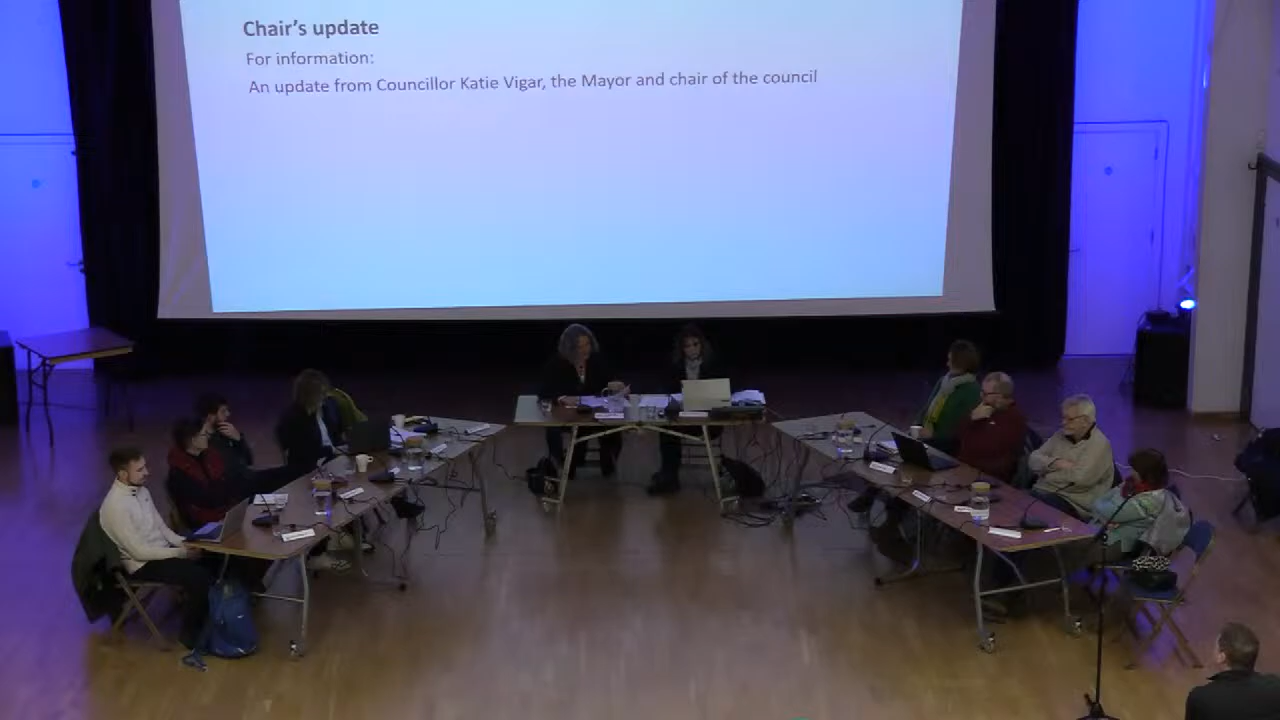 Chair's update
For information:
An update from Councillor Katie Vigar, the Mayor and chair of the council